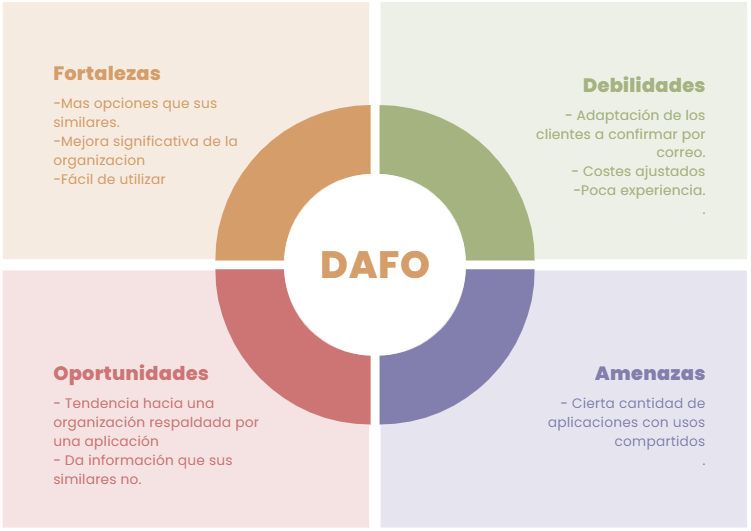 Fortalezas
-Mas opciones que sus
similares.
-Mejora significativa de la
organizacion
-Fácil de utilizar
Debilidades
- Adaptación de los
clientes a confirmar por
correo.
- Costes ajustados
-Poca experiencia.
.
DAFO
Oportunidades
- Tendencia hacia una
organización respaldada por
una aplicación
- Da información que sus
similares no.
Amenazas
- Cierta cantidad de
aplicaciones con usos
compartidos
.